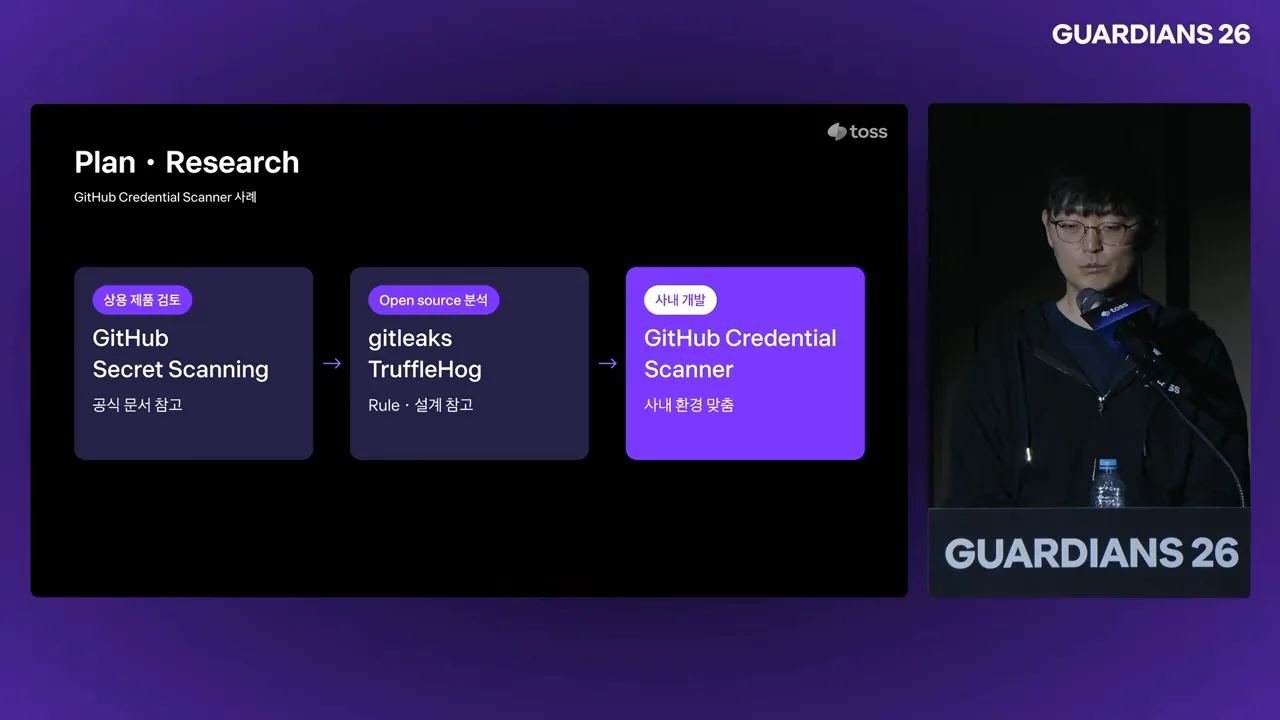 GUARDIANS 26
toss
Plan · Research
GitHub Credential Scanner 사례
상용 제품 검토
GitHub
Secret Scanning
공식 문서 참고
→
Open source 분석
gitleaks
TruffleHog
Rule · 설계 참고
→
사내 개발
GitHub Credential
Scanner
사내 환경 맞춤
toss
GUARDIANS 26